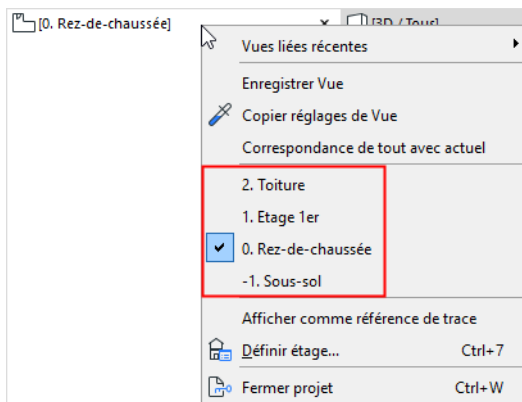 [0. Rez-de-chaussée]
[3D / Tous]
Vues liées récentes
Enregistrer Vue
Copier réglages de Vue
Correspondance de tout avec actuel
2. Toiture
1. Etage 1er
0. Rez-de-chaussée
-1. Sous-sol
Afficher comme référence de trace
Définir étage... Ctrl+7
Fermer projet Ctrl+W